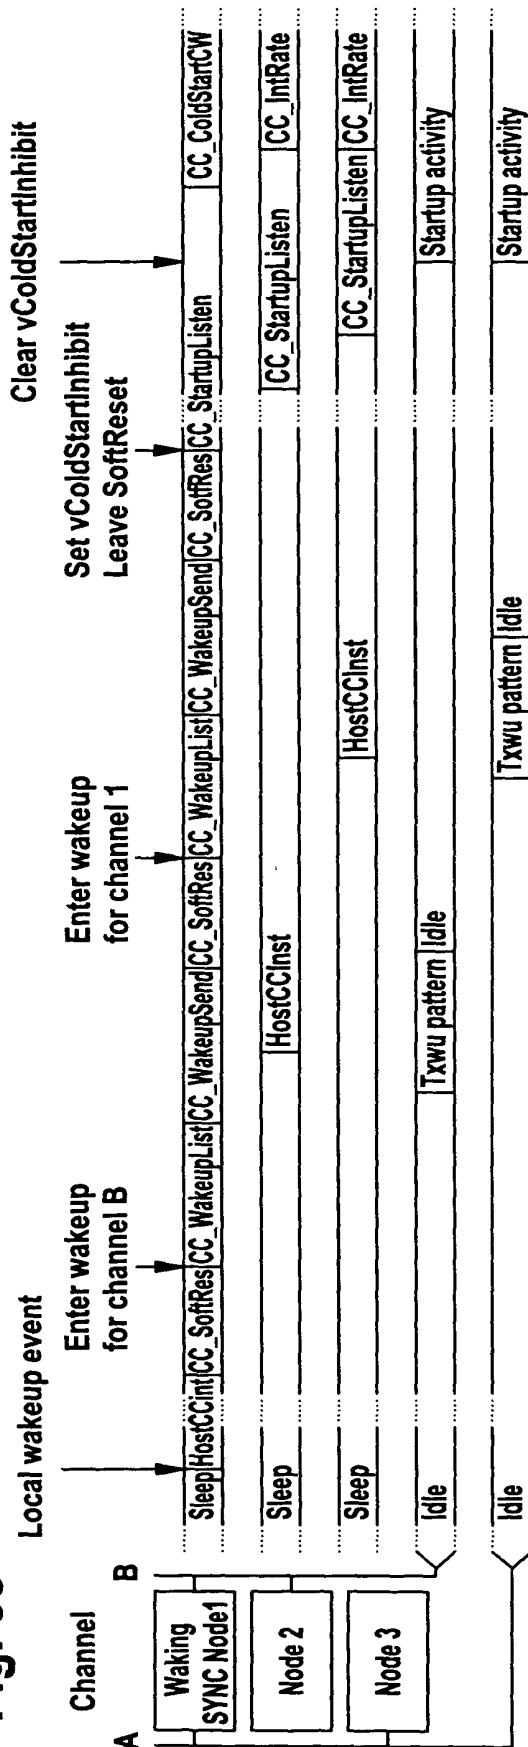 Channel
A
B
Waking
SYNC Node1
Node 2
Node 3
Local wakeup event
Enter wakeup
for channel B
Enter wakeup
for channel 1
Set vColdStartInhibit
Leave SoftReset
Clear vColdStartInhibit
Sleep HostCCint CC_SoftRes CC_WakeupList CC_WakeupSend CC_SoftRes CC_WakeupList CC_WakeupSend CC_SoftRes CC_StartupListen CC_ColdStartCW
Sleep HostCCInst CC_StartupListen CC_IntRate
Sleep HostCCInst CC_StartupListen CC_IntRate
Idle Txwu pattern Idle Startup activity
Idle Txwu pattern Idle Startup activity